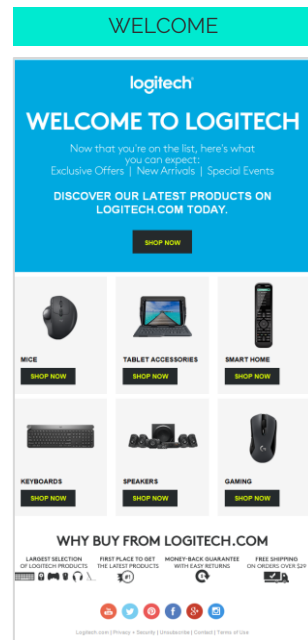 WELCOME
logitech
WELCOME TO LOGITECH
Now that you're on the list, here's what
you can expect:
Exclusive Offers | New Arrivals | Special Events
DISCOVER OUR LATEST PRODUCTS ON
LOGITECH.COM TODAY.
SHOP NOW
MICE
TABLET ACCESSORIES
SMART HOME
SHOP NOW
SHOP NOW
SHOP NOW
KEYBOARDS
SPEAKERS
GAMING
SHOP NOW
SHOP NOW
SHOP NOW
WHY BUY FROM LOGITECH.COM
LARGEST SELECTION
OF LOGITECH PRODUCTS
FIRST PLACE TO GET
THE LATEST PRODUCTS
MONEY-BACK GUARANTEE
WITH EASY RETURNS
FREE SHIPPING
ON ORDERS OVER $29
#1
Logitech.com | Privacy + Security | Unsubscribe | Contact | Terms of Use